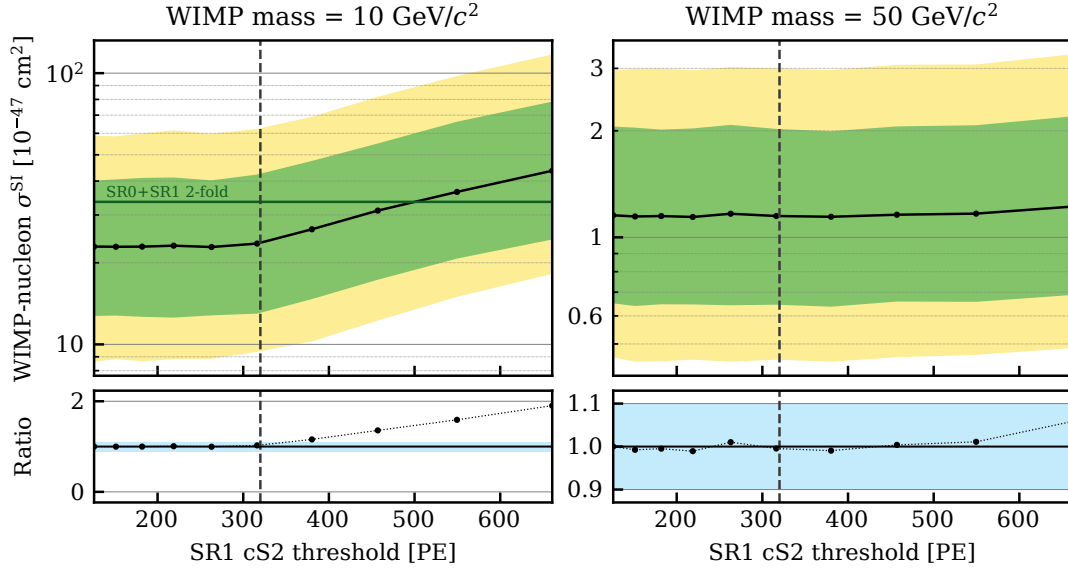 WIMP mass = 10 GeV/c²
WIMP mass = 50 GeV/c²
WIMP-nucleon σ^SI [10⁻⁴⁷ cm²]
10²
10
SR0+SR1 2-fold
3
2
1
0.6
Ratio
2
0
1.1
1.0
0.9
200 300 400 500 600
200 300 400 500 600
SR1 cS2 threshold [PE]
SR1 cS2 threshold [PE]